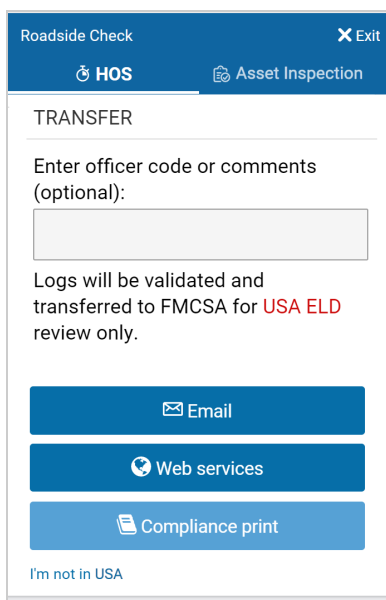 Roadside Check
Exit
HOS
Asset Inspection
TRANSFER
Enter officer code or comments
(optional):
Logs will be validated and
transferred to FMCSA for USA ELD
review only.
Email
Web services
Compliance print
I'm not in USA